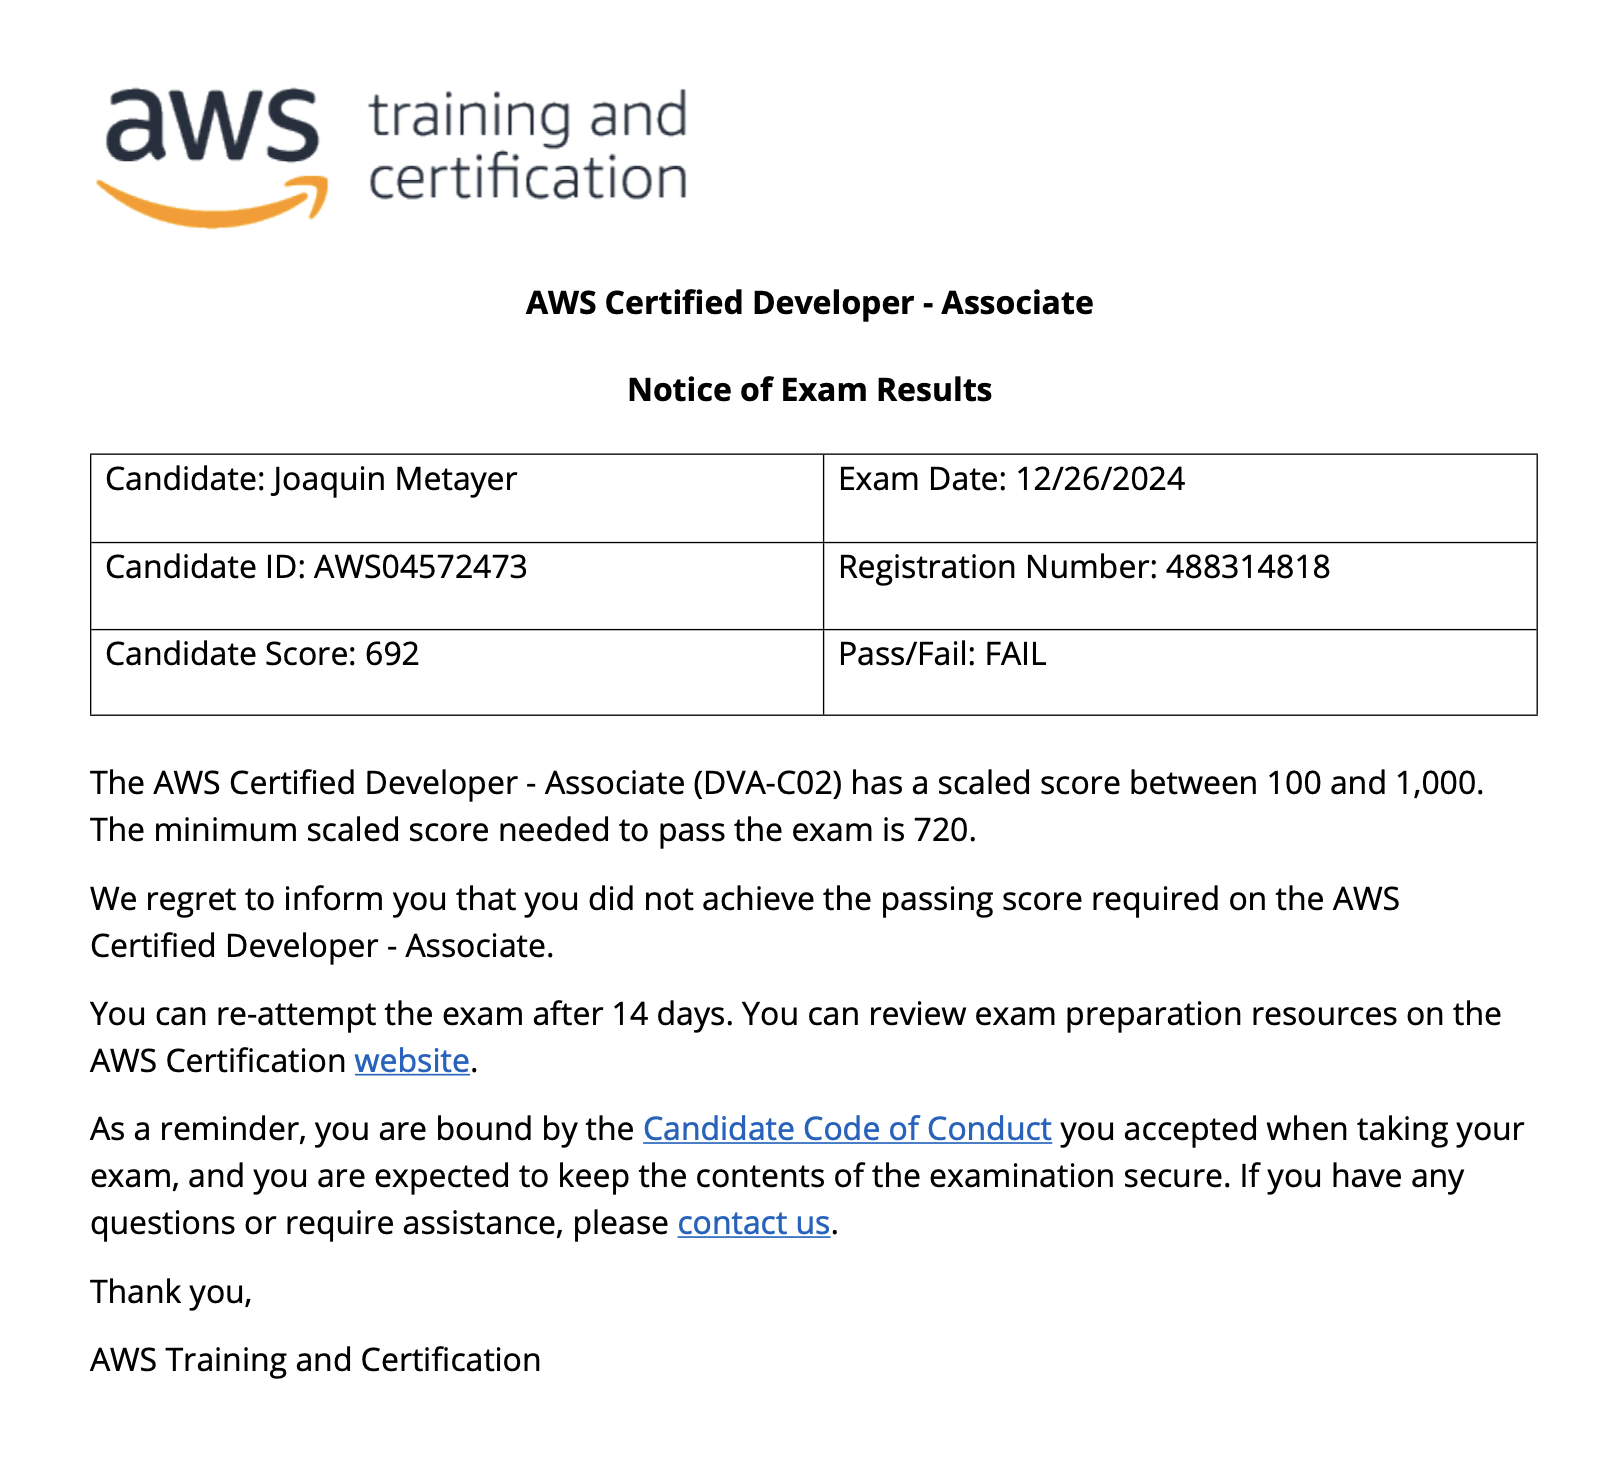 aws training and
certification
AWS Certified Developer - Associate
Notice of Exam Results
Candidate: Joaquin Metayer
Exam Date: 12/26/2024
Candidate ID: AWS04572473
Registration Number: 488314818
Candidate Score: 692
Pass/Fail: FAIL
The AWS Certified Developer - Associate (DVA-C02) has a scaled score between 100 and 1,000.
The minimum scaled score needed to pass the exam is 720.
We regret to inform you that you did not achieve the passing score required on the AWS
Certified Developer - Associate.
You can re-attempt the exam after 14 days. You can review exam preparation resources on the
AWS Certification website.
As a reminder, you are bound by the Candidate Code of Conduct you accepted when taking your
exam, and you are expected to keep the contents of the examination secure. If you have any
questions or require assistance, please contact us.
Thank you,
AWS Training and Certification